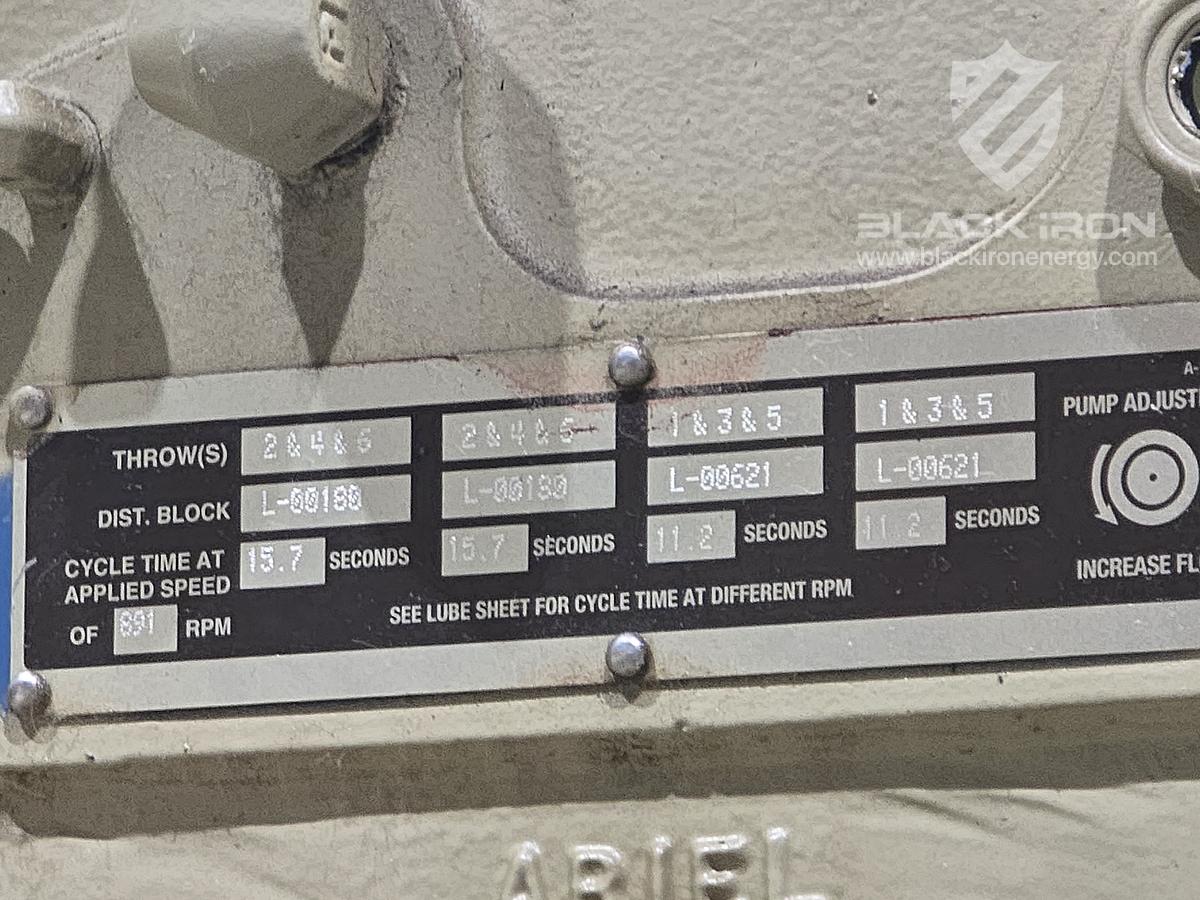 BLACK IRON
www.blackironenergy.com
A-
THROW(S) 2 & 4 & 6 2 & 4 & 6 1 & 3 & 5 1 & 3 & 5 PUMP ADJUST
DIST. BLOCK L-00180 L-00180 L-00621 L-00621
CYCLE TIME AT
APPLIED SPEED 15.7 SECONDS 15.7 SECONDS 11.2 SECONDS 11.2 SECONDS
INCREASE FL
OF 891 RPM SEE LUBE SHEET FOR CYCLE TIME AT DIFFERENT RPM
ARIEL